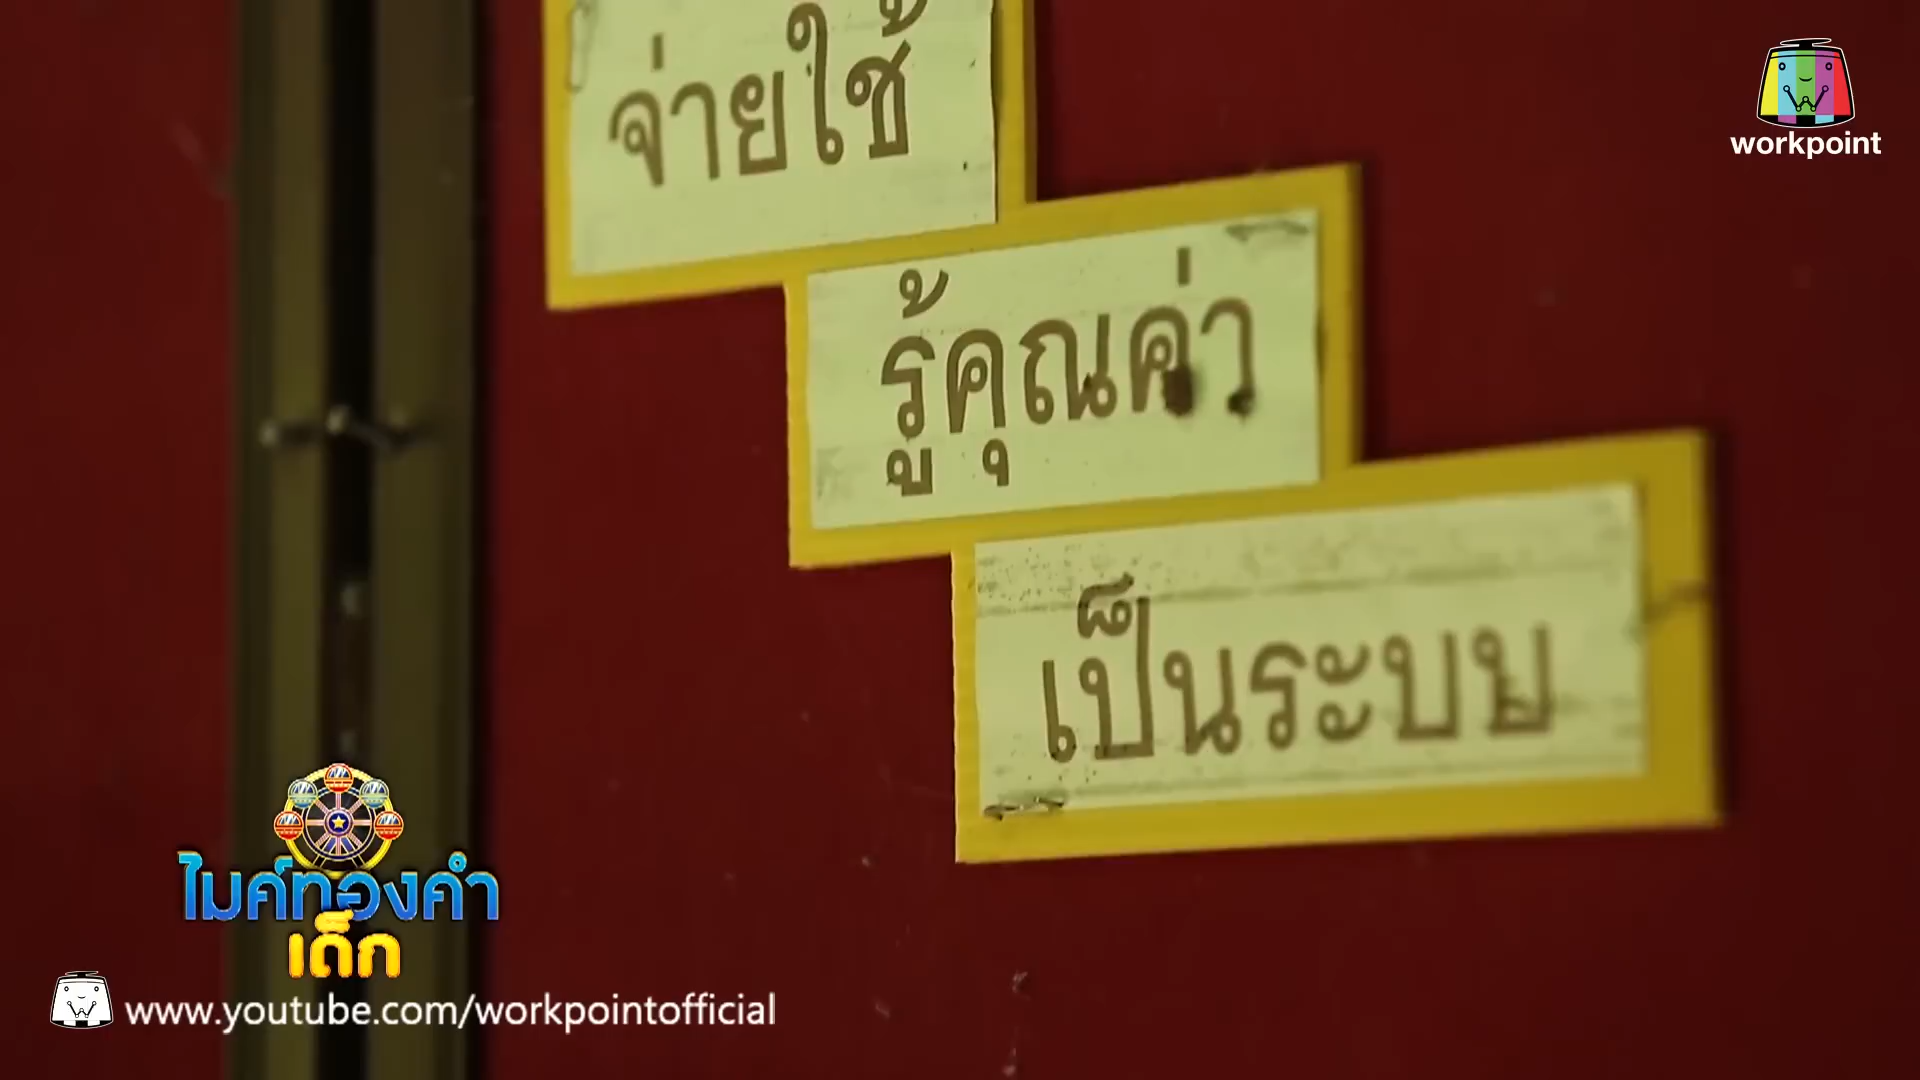 จ่ายใช้
workpoint
รู้คุณค่า
เป็นระบบ
ไมค์ทองคำ
เด็ก
www.youtube.com/workpointofficial